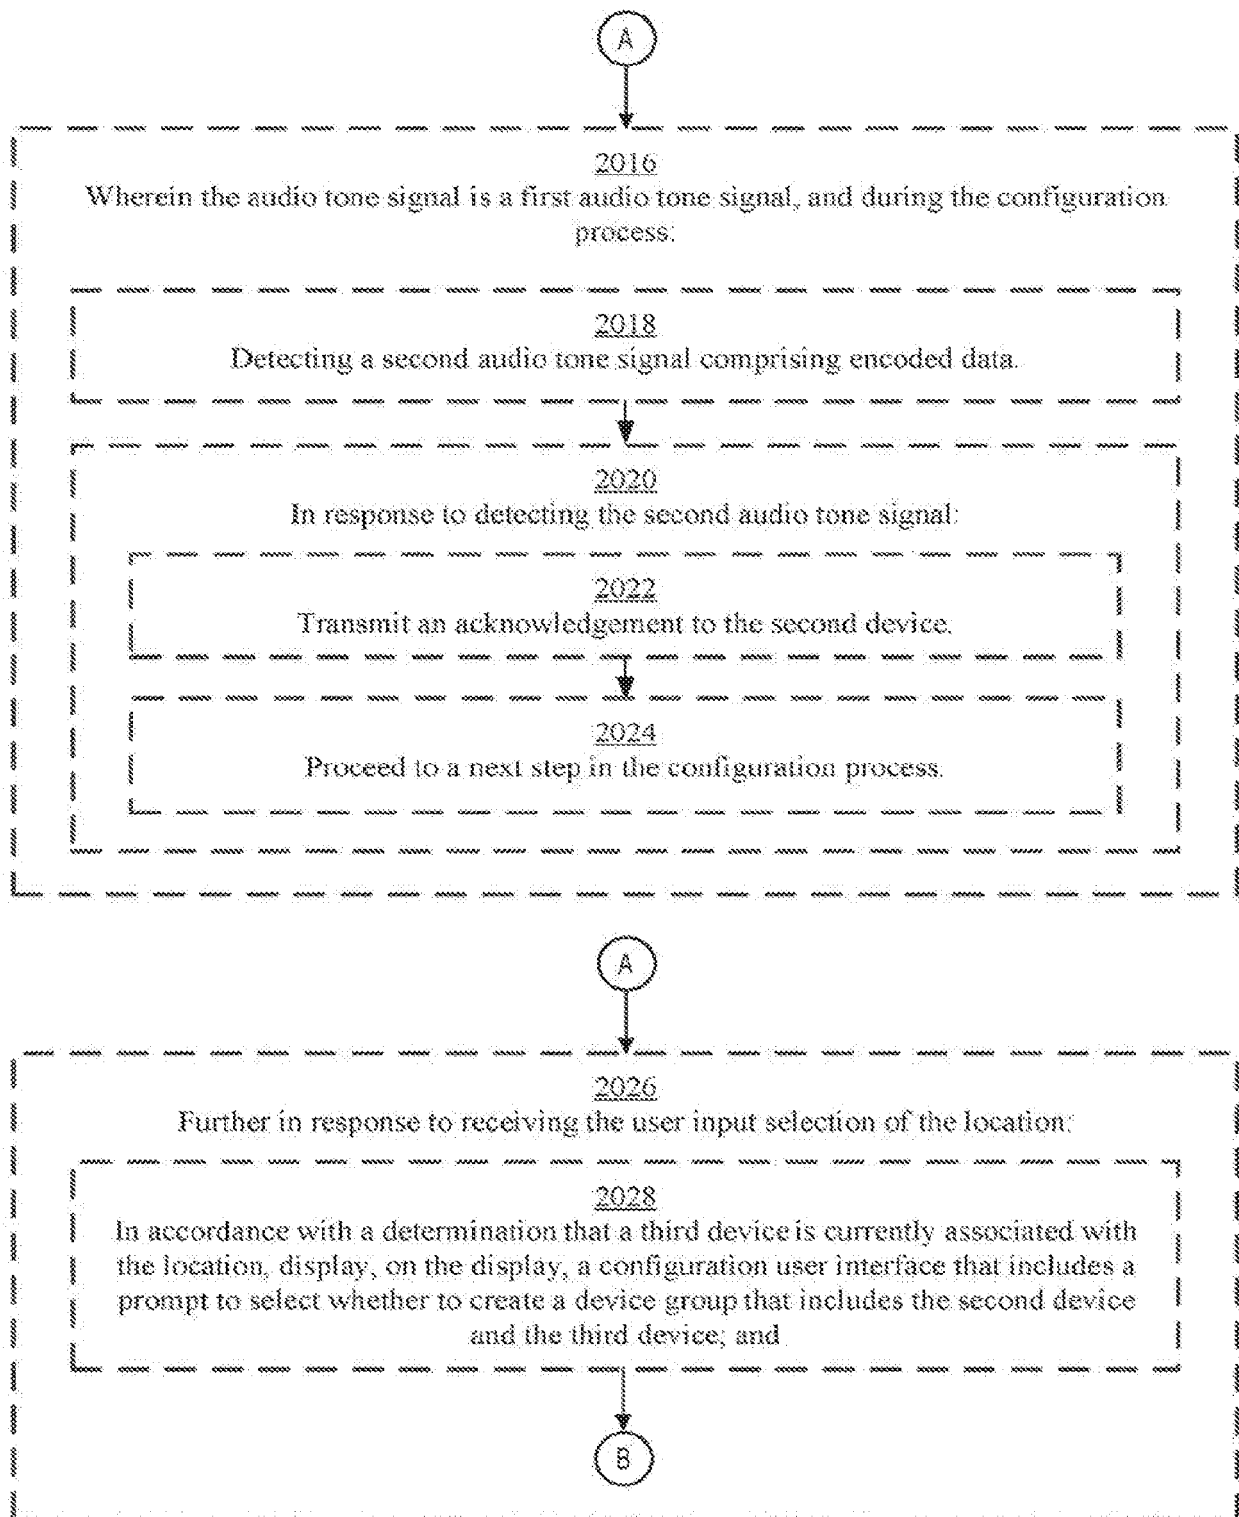 A
2016
Wherein the audio tone signal is a first audio tone signal, and during the configuration
process:
2018
Detecting a second audio tone signal comprising encoded data.
2020
In response to detecting the second audio tone signal:
2022
Transmit an acknowledgement to the second device.
2024
Proceed to a next step in the configuration process.
A
2026
Further in response to receiving the user input selection of the location:
2028
In accordance with a determination that a third device is currently associated with
the location, display, on the display, a configuration user interface that includes a
prompt to select whether to create a device group that includes the second device
and the third device; and
B